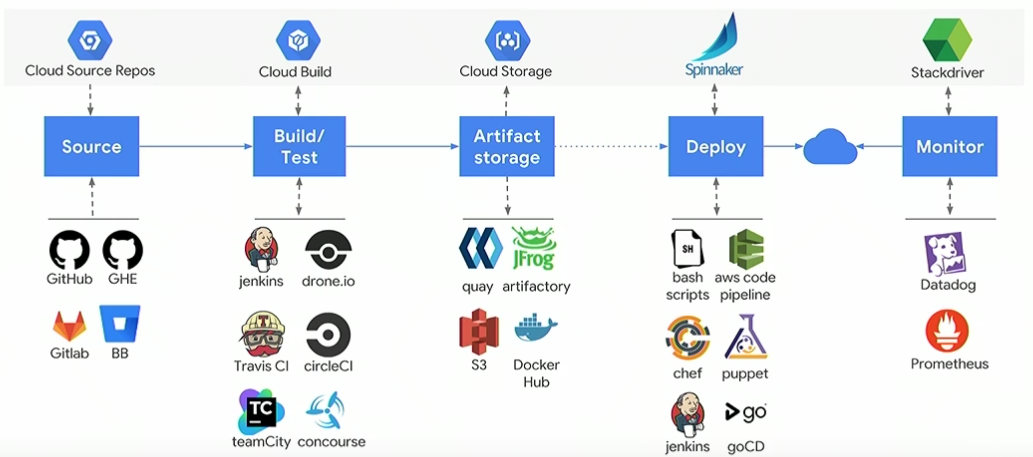 Cloud Source Repos
Cloud Build
Cloud Storage
Spinnaker
Stackdriver
Source
Build/
Test
Artifact
storage
Deploy
Monitor
GitHub
GHE
Gitlab
BB
jenkins
drone.io
Travis CI
circleCI
TC
teamCity
concourse
quay
JFrog
artifactory
S3
Docker
Hub
SH
bash
scripts
aws code
pipeline
chef
puppet
jenkins
go
goCD
Datadog
Prometheus